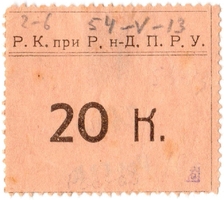 2-6 54-V-13
Р. К. при Р. н-Д. П. Р. У.
20 К.